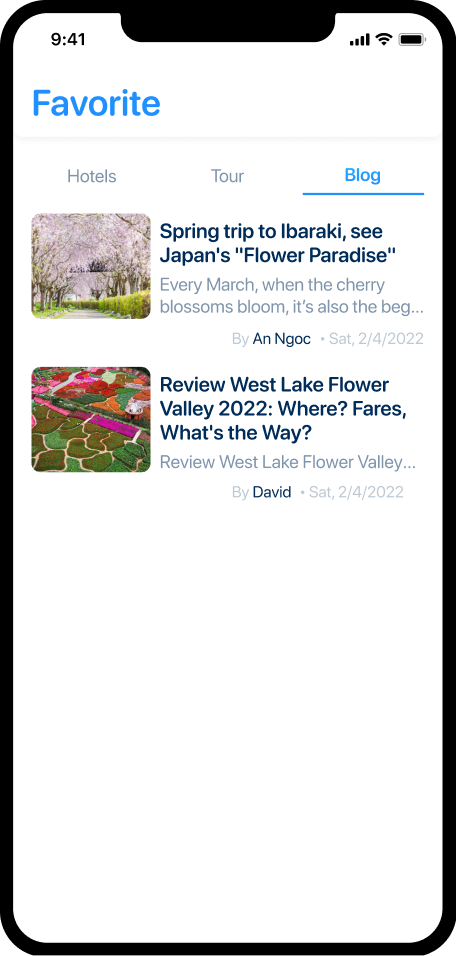 9:41
Favorite
Hotels Tour Blog
Spring trip to Ibaraki, see
Japan's "Flower Paradise"
Every March, when the cherry
blossoms bloom, it’s also the beg...
By An Ngoc • Sat, 2/4/2022
Review West Lake Flower
Valley 2022: Where? Fares,
What's the Way?
Review West Lake Flower Valley...
By David • Sat, 2/4/2022